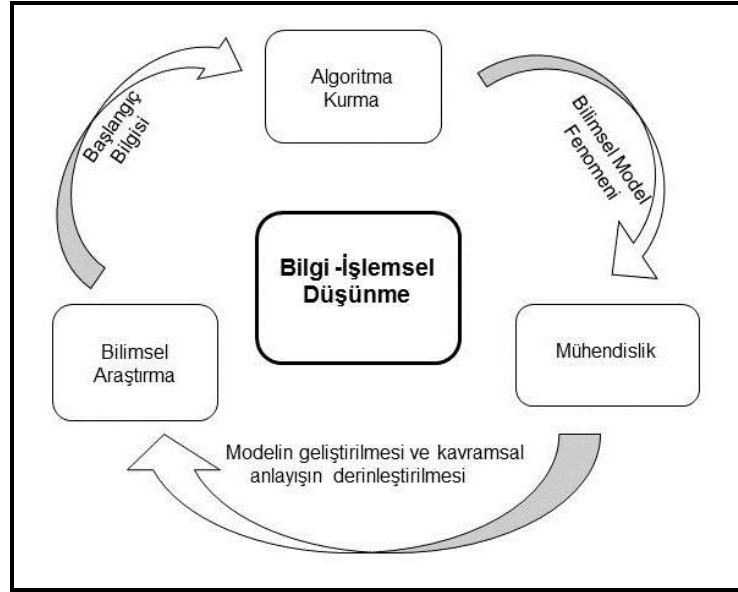 Algoritma
Kurma
Başlangıç
Bilgisi
Bilimsel Model
Fenomeni
Bilgi -İşlemsel
Düşünme
Bilimsel
Araştırma
Mühendislik
Modelin geliştirilmesi ve kavramsal
anlayışın derinleştirilmesi